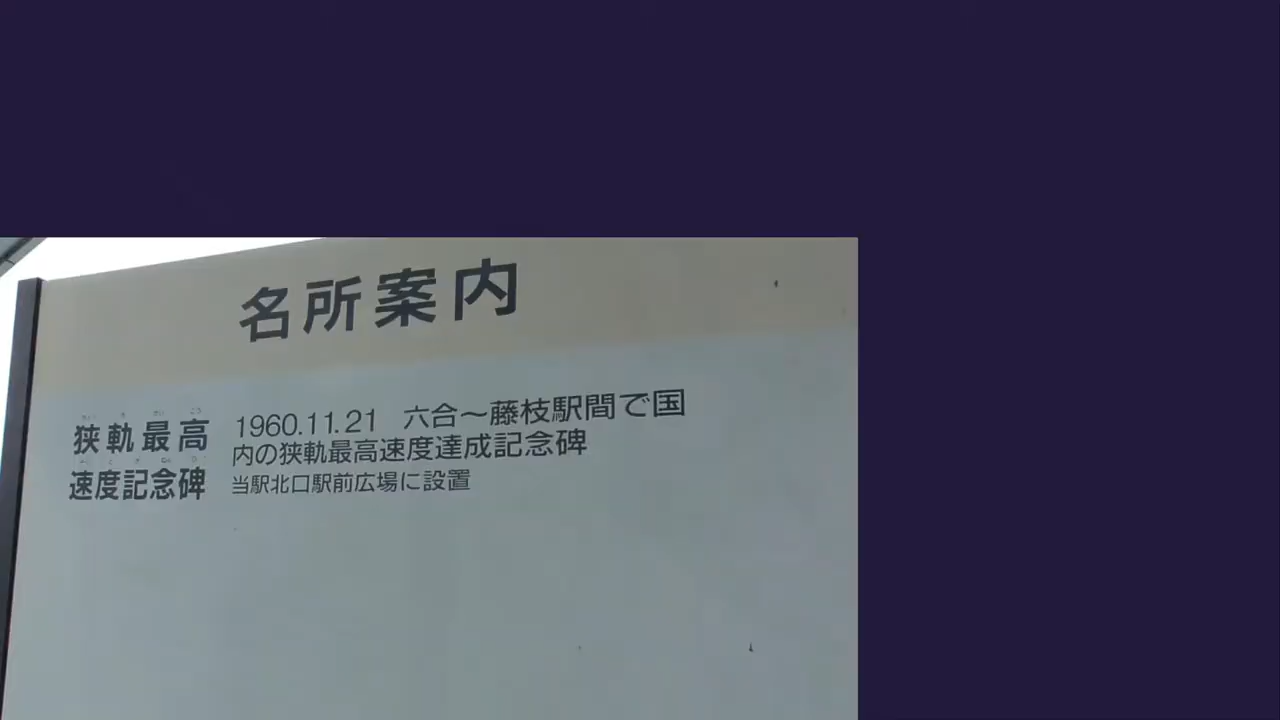 名所案内
狭軌最高
速度記念碑
1960.11.21 六合～藤枝駅間で国
内の狭軌最高速度達成記念碑
当駅北口駅前広場に設置